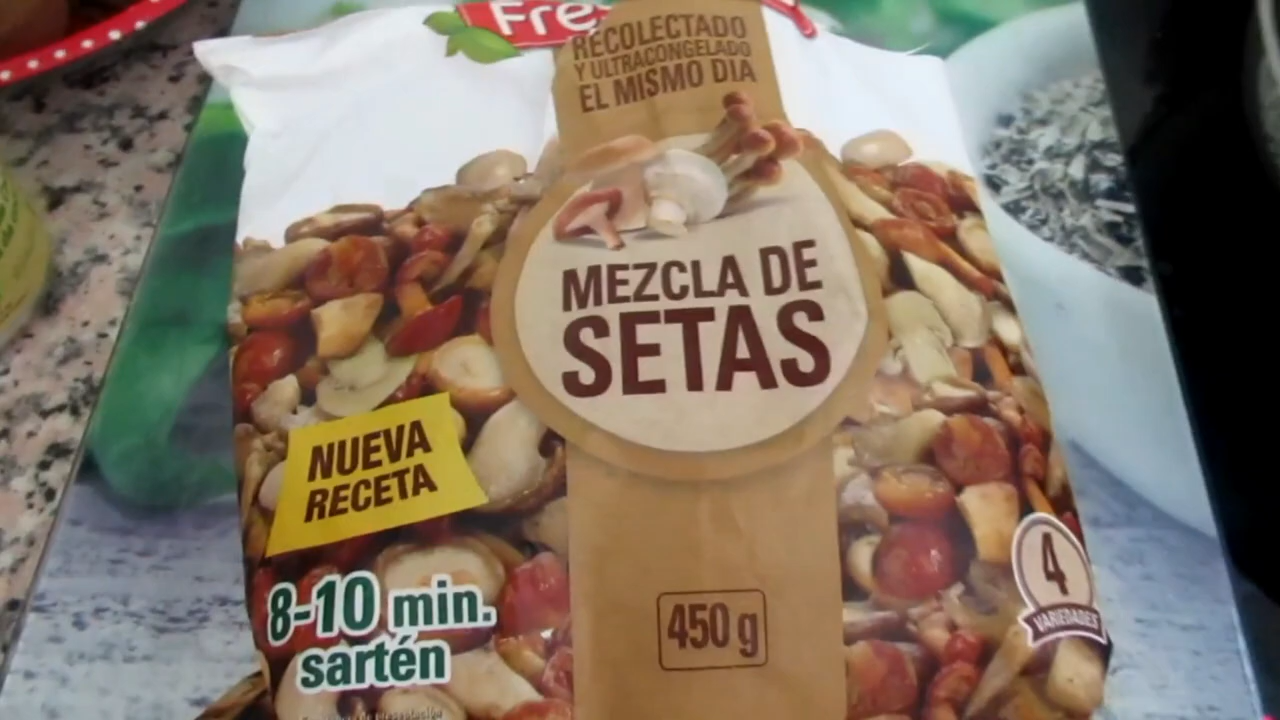 RECOLECTADO
Y ULTRACONGELADO
EL MISMO DIA
MEZCLA DE
SETAS
NUEVA
RECETA
8-10 min.
sartén
450 g
4
VARIEDADES